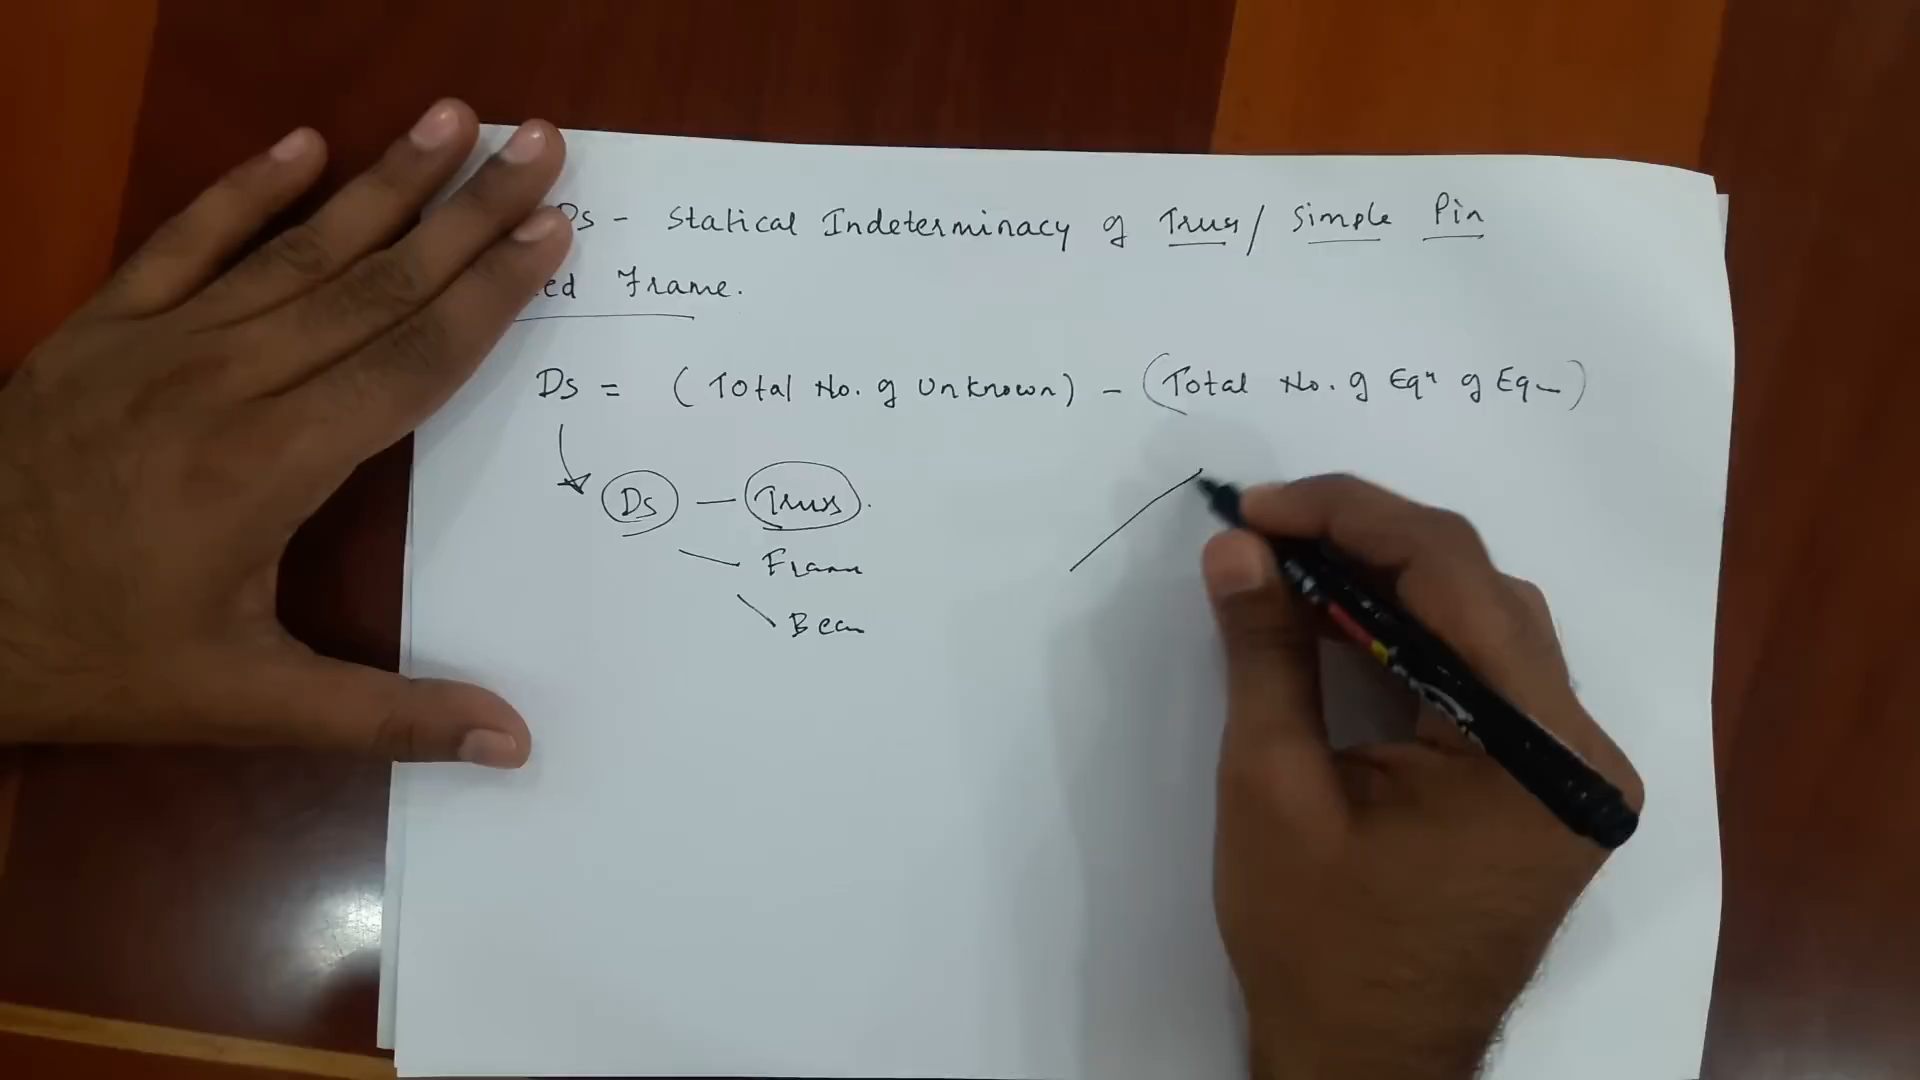 Ds - Statical Indeterminacy of Truss / Simple Pin
ed Frame.
Ds = (Total No. of Unknown) - (Total No. of Eqn of Eq
Ds - Truss.
Frame
Beam